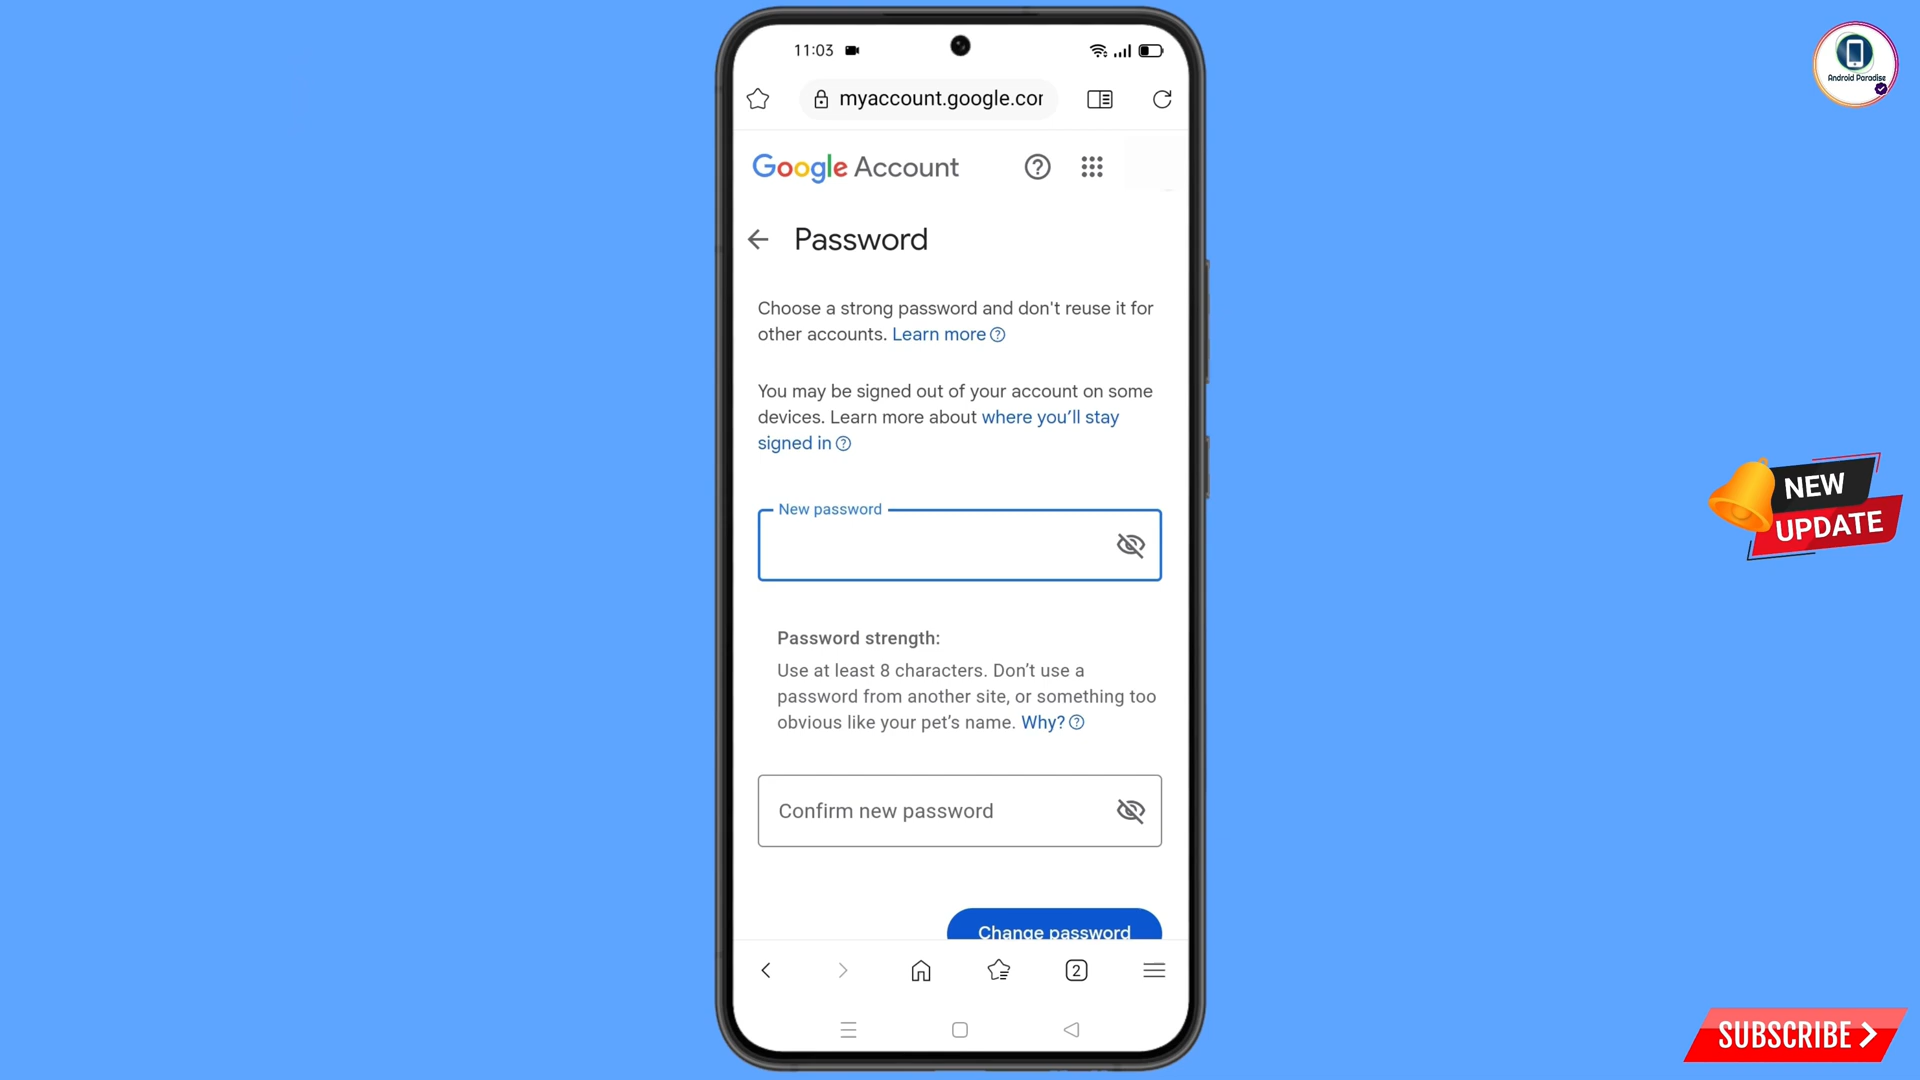 11:03
Android Paradise
myaccount.google.cor
Google Account
Password
Choose a strong password and don't reuse it for
other accounts. Learn more
You may be signed out of your account on some
devices. Learn more about where you'll stay
signed in
New password
NEW
UPDATE
Password strength:
Use at least 8 characters. Don't use a
password from another site, or something too
obvious like your pet's name. Why?
Confirm new password
Change password
2
SUBSCRIBE